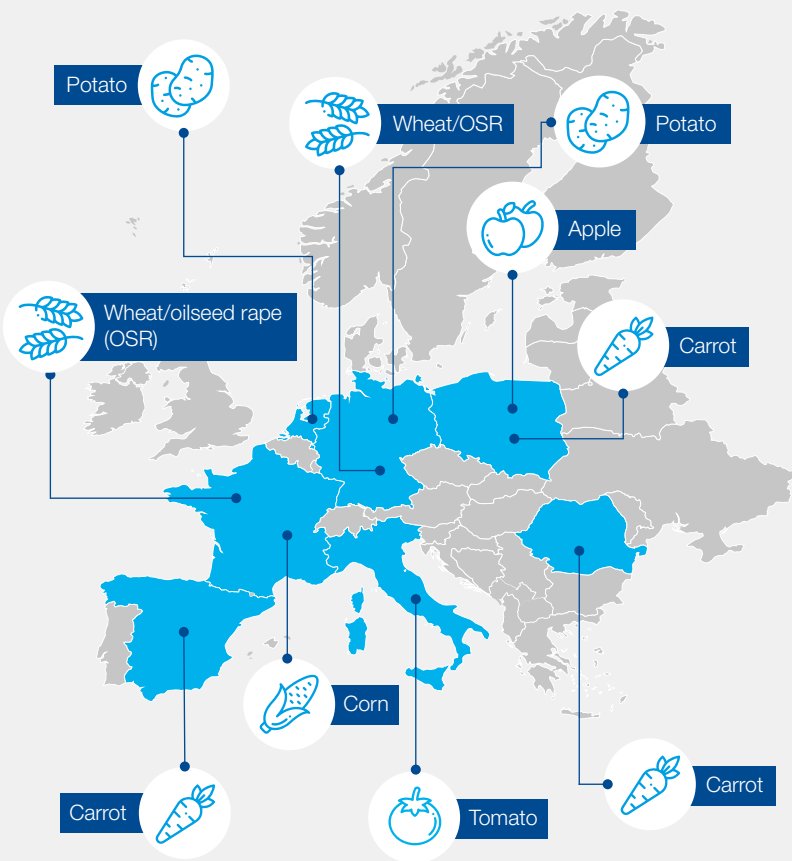 Potato
Wheat/OSR
Potato
Apple
Wheat/oilseed rape
(OSR)
Carrot
Corn
Carrot
Carrot
Tomato